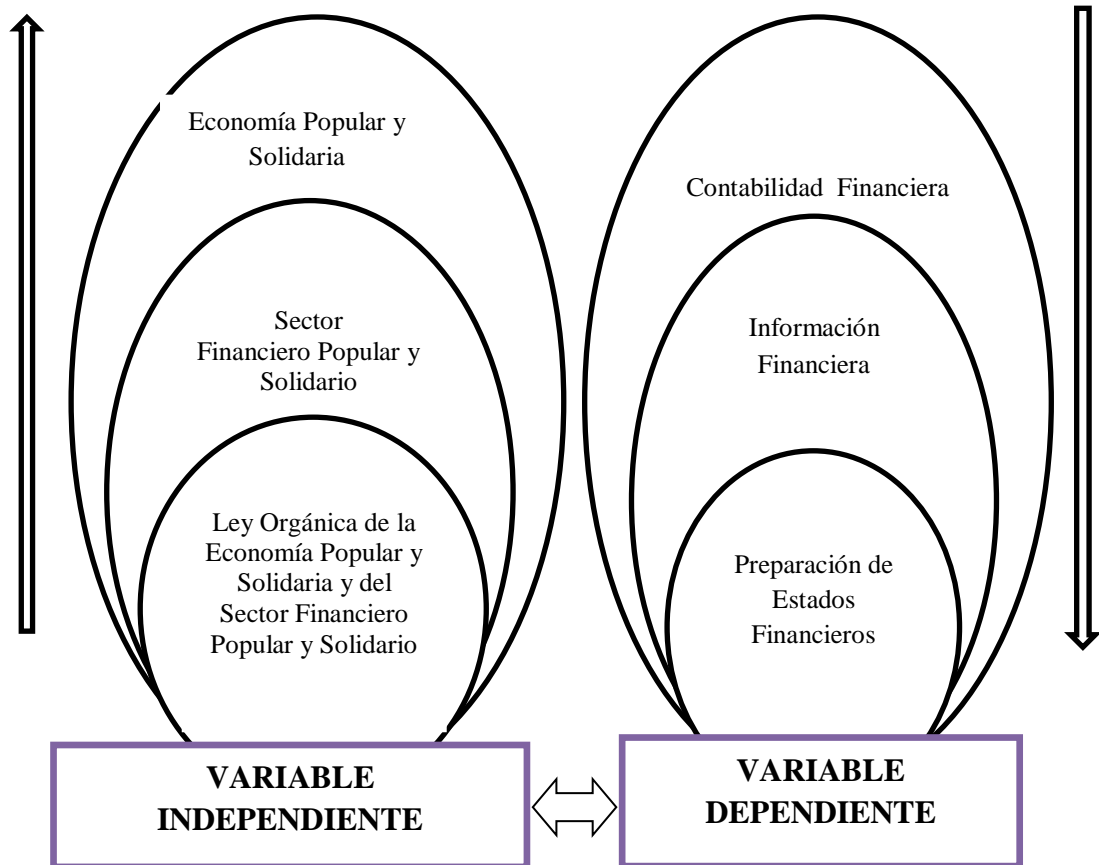 Economía Popular y
Solidaria
Sector
Financiero Popular y
Solidario
Ley Orgánica de la
Economía Popular y
Solidaria y del
Sector Financiero
Popular y Solidario
VARIABLE
INDEPENDIENTE
Contabilidad Financiera
Información
Financiera
Preparación de
Estados
Financieros
VARIABLE
DEPENDIENTE